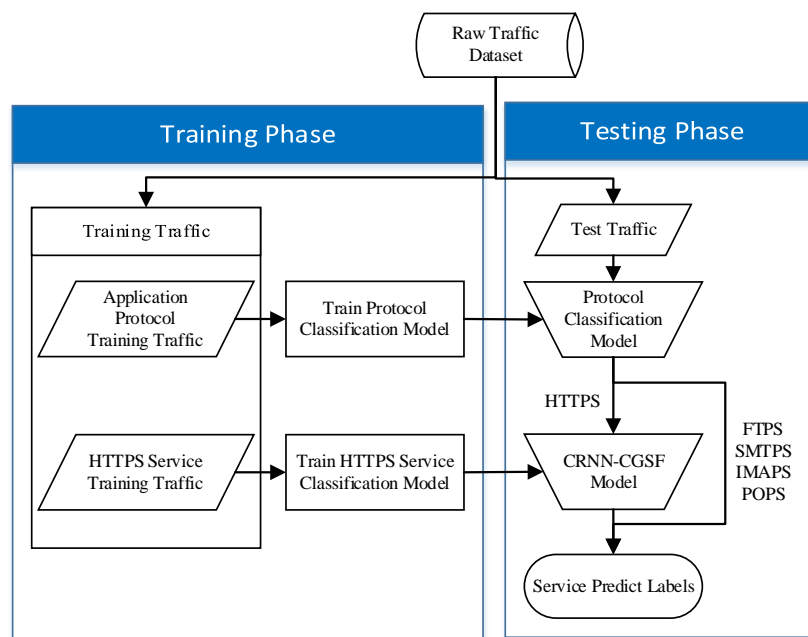 Raw Traffic
Dataset
Training Phase
Testing Phase
Training Traffic
Test Traffic
Application
Protocol
Training Traffic
Train Protocol
Classification Model
Protocol
Classification
Model
HTTPS
FTPS
SMTPS
IMAPS
POPS
HTTPS Service
Training Traffic
Train HTTPS Service
Classification Model
CRNN-CGSF
Model
Service Predict Labels